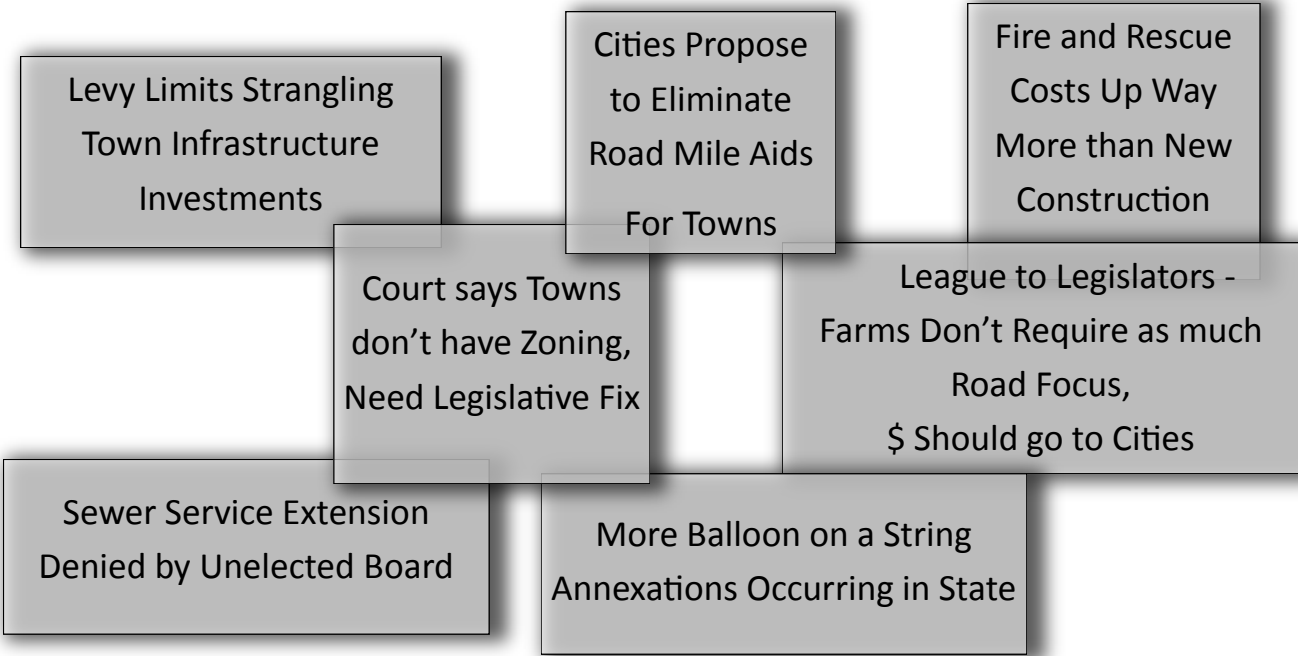 Levy Limits Strangling
Town Infrastructure
Investments
Cities Propose
to Eliminate
Road Mile Aids
For Towns
Fire and Rescue
Costs Up Way
More than New
Construction
Court says Towns
don’t have Zoning,
Need Legislative Fix
League to Legislators -
Farms Don’t Require as much
Road Focus,
$ Should go to Cities
Sewer Service Extension
Denied by Unelected Board
More Balloon on a String
Annexations Occurring in State